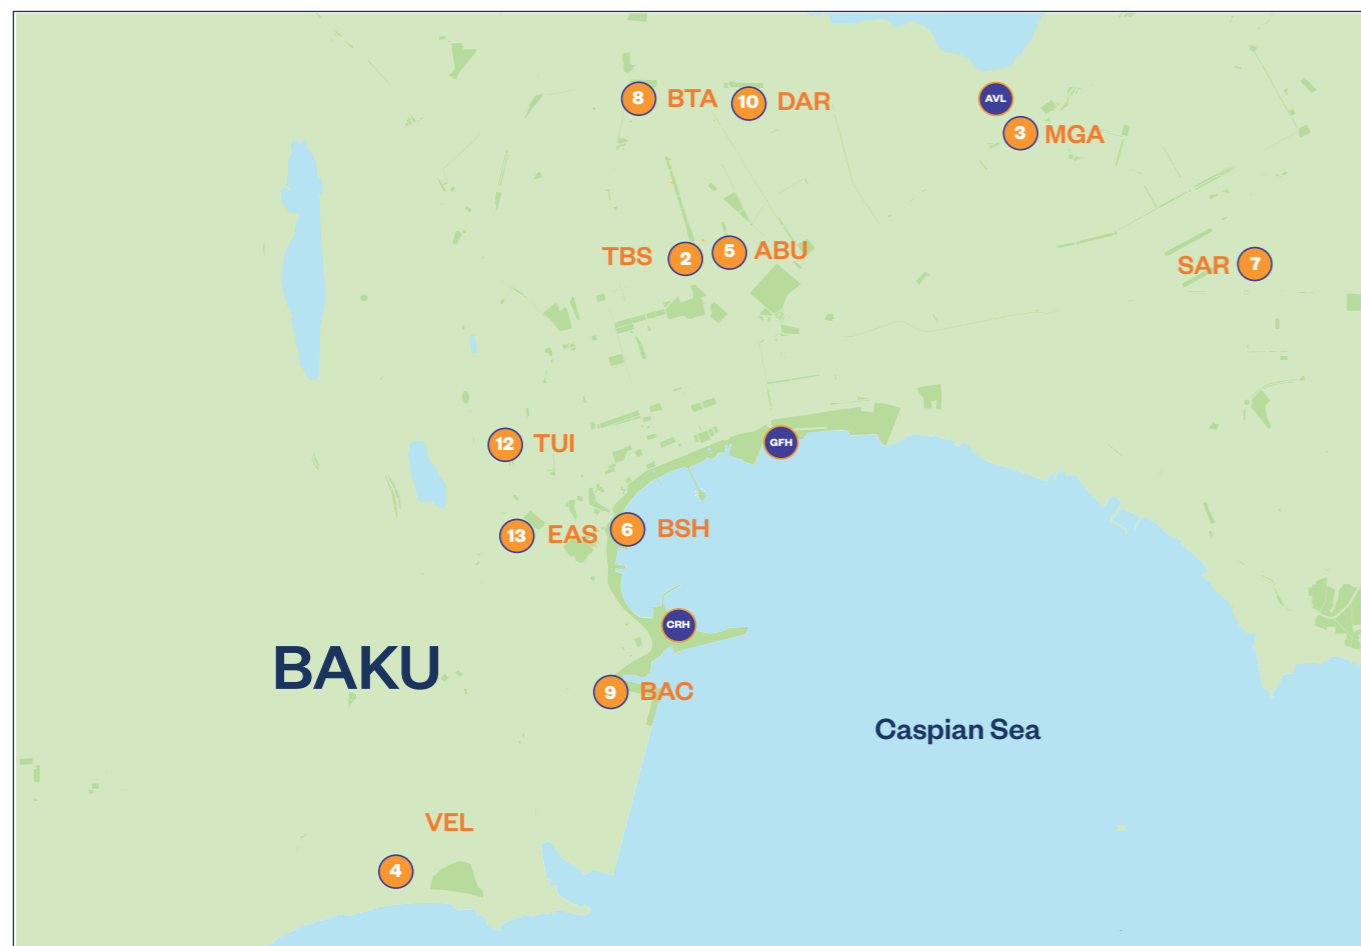 8 BTA
10 DAR
AVL
3 MGA
TBS 2
5 ABU
SAR 7
12 TUI
GFH
13 EAS
6 BSH
CRH
BAKU
9 BAC
Caspian Sea
VEL
4